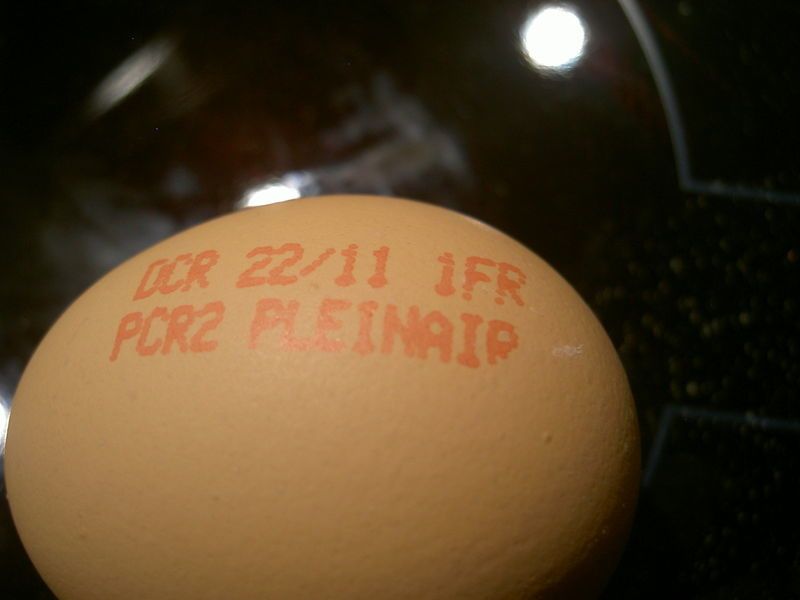 DCR 22/11 1FR
PCR2 PLEINAIR